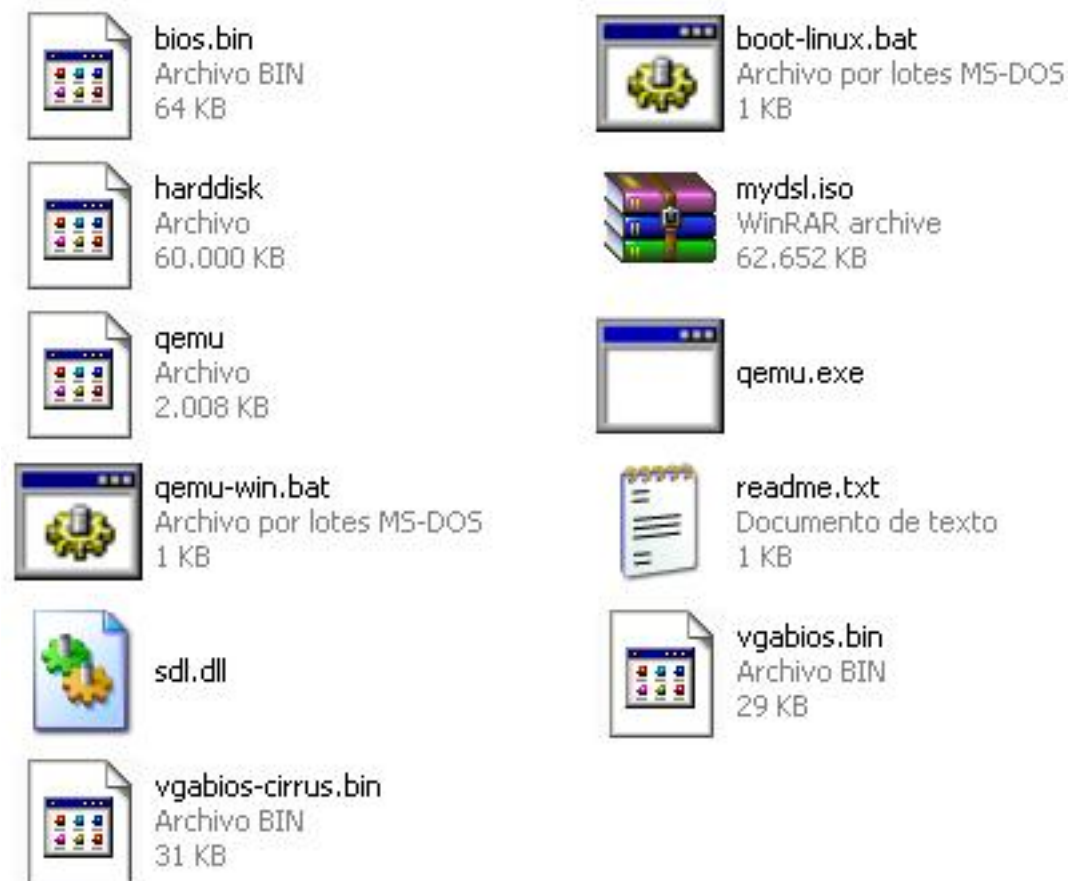 bios.bin
Archivo BIN
64 KB
boot-linux.bat
Archivo por lotes MS-DOS
1 KB
harddisk
Archivo
60.000 KB
mydsl.iso
WinRAR archive
62.652 KB
qemu
Archivo
2.008 KB
qemu.exe
qemu-win.bat
Archivo por lotes MS-DOS
1 KB
readme.txt
Documento de texto
1 KB
sdl.dll
vgabios.bin
Archivo BIN
29 KB
vgabios-cirrus.bin
Archivo BIN
31 KB